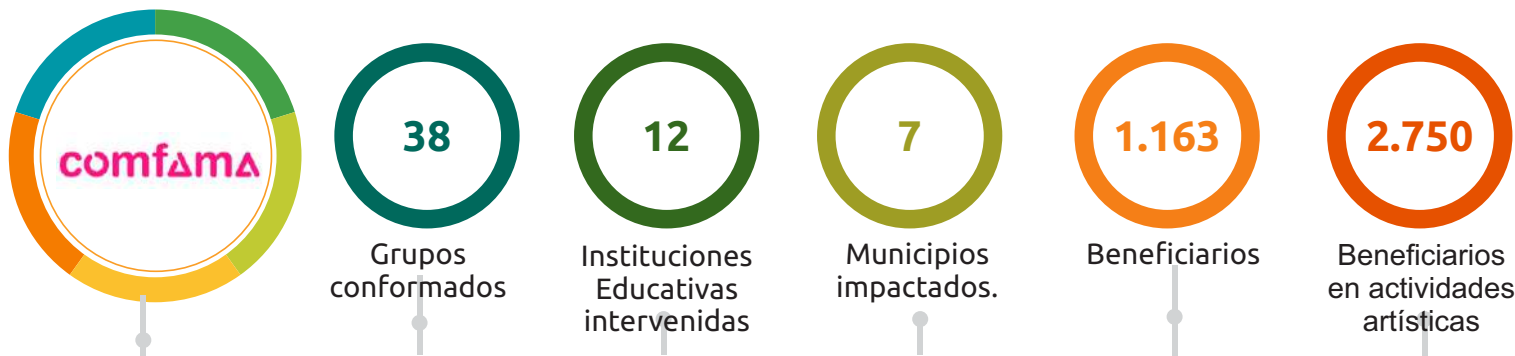 comfama
38
Grupos
conformados
12
Instituciones
Educativas
intervenidas
7
Municipios
impactados.
1.163
Beneficiarios
2.750
Beneficiarios
en actividades
artísticas